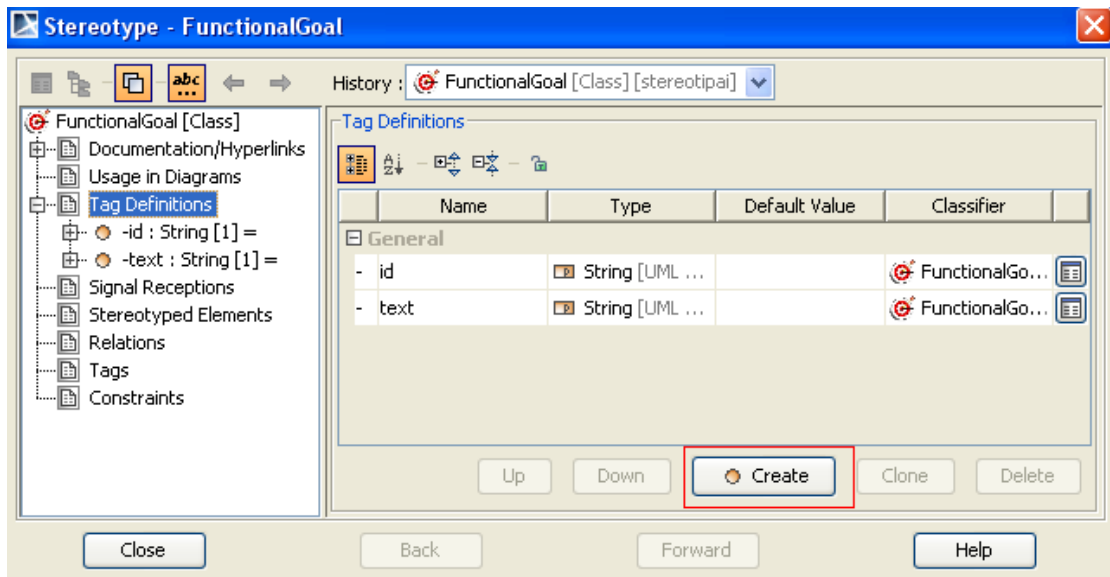 Stereotype - FunctionalGoal
abc
History : FunctionalGoal [Class] [stereotipai]
FunctionalGoal [Class]
Documentation/Hyperlinks
Usage in Diagrams
Tag Definitions
-id : String [1] =
-text : String [1] =
Signal Receptions
Stereotyped Elements
Relations
Tags
Constraints
Tag Definitions
Name Type Default Value Classifier
General
- id String [UML ... FunctionalGo...
- text String [UML ... FunctionalGo...
Up Down Create Clone Delete
Close Back Forward Help